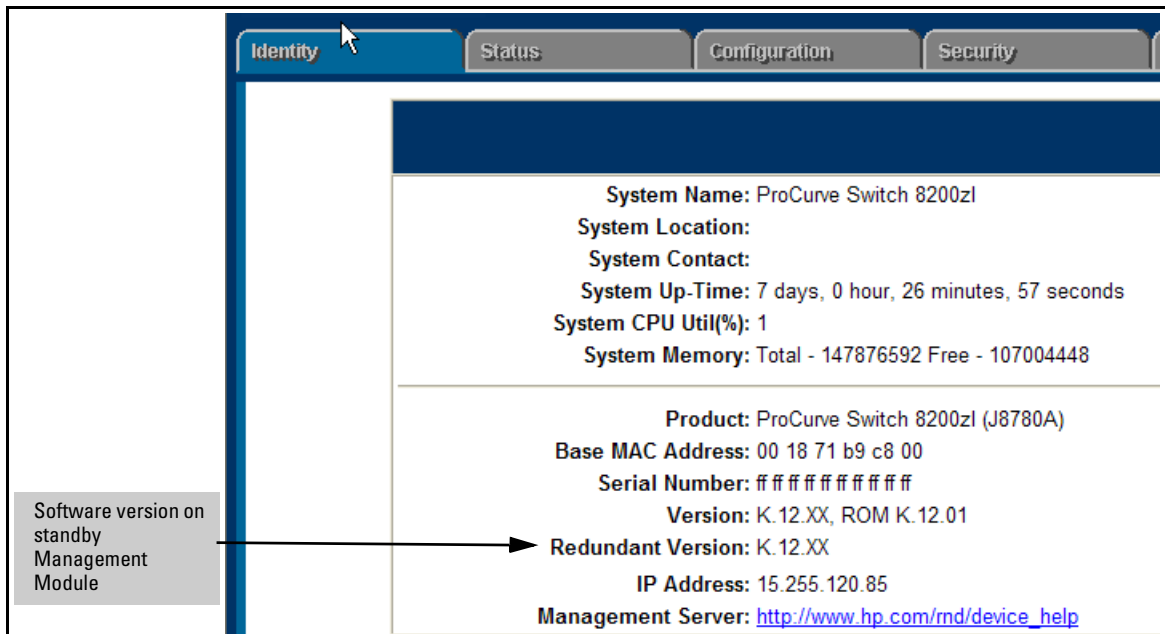 Identity Status Configuration Security
System Name: ProCurve Switch 8200zl
System Location:
System Contact:
System Up-Time: 7 days, 0 hour, 26 minutes, 57 seconds
System CPU Util(%): 1
System Memory: Total - 147876592 Free - 107004448
Product: ProCurve Switch 8200zl (J8780A)
Base MAC Address: 00 18 71 b9 c8 00
Serial Number: ff ff ff ff ff ff ff ff ff ff
Version: K.12.XX, ROM K.12.01
Redundant Version: K.12.XX
IP Address: 15.255.120.85
Management Server: http://www.hp.com/rnd/device_help
Software version on
standby
Management
Module